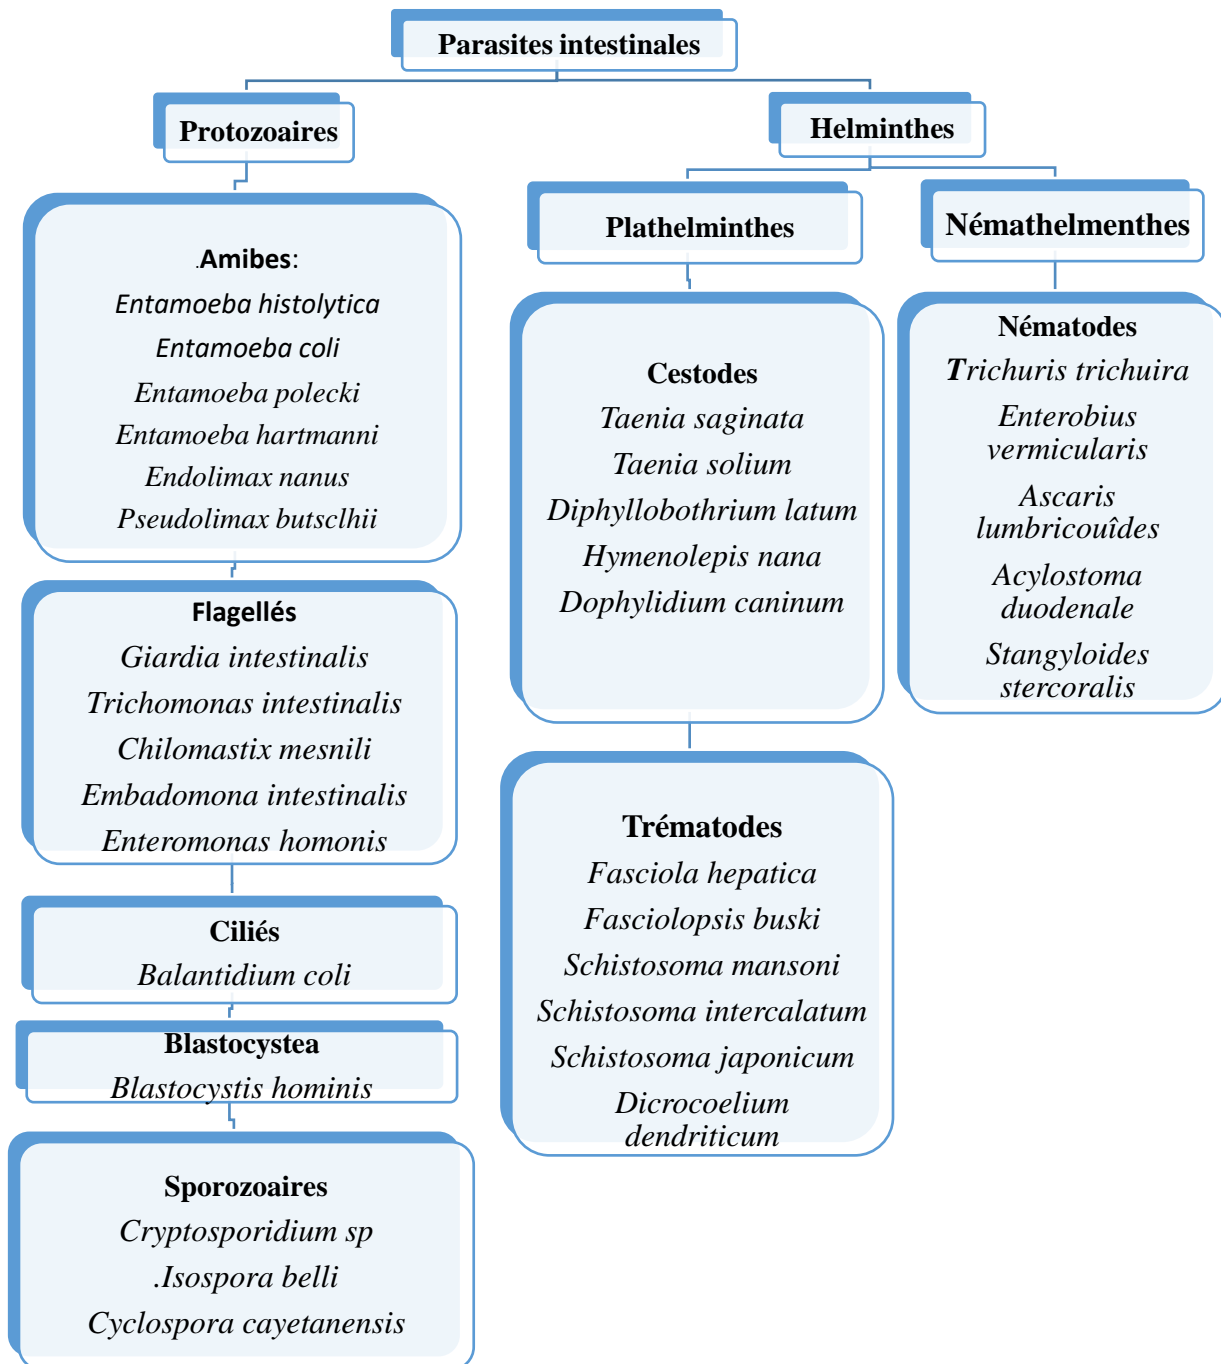 Parasites intestinales
Protozoaires
.Amibes:
Entamoeba histolytica
Entamoeba coli
Entamoeba polecki
Entamoeba hartmanni
Endolimax nanus
Pseudolimax butsclhii
Flagellés
Giardia intestinalis
Trichomonas intestinalis
Chilomastix mesnili
Embadomona intestinalis
Enteromonas homonis
Ciliés
Balantidium coli
Blastocystea
Blastocystis hominis
Sporozoaires
Cryptosporidium sp
.Isospora belli
Cyclospora cayetanensis
Helminthes
Plathelminthes
Cestodes
Taenia saginata
Taenia solium
Diphyllobothrium latum
Hymenolepis nana
Dophylidium caninum
Trématodes
Fasciola hepatica
Fasciolopsis buski
Schistosoma mansoni
Schistosoma intercalatum
Schistosoma japonicum
Dicrocoelium
dendriticum
Némathelmenthes
Nématodes
Trichuris trichuira
Enterobius
vermicularis
Ascaris
lumbricouîdes
Acylostoma
duodenale
Stangyloides
stercoralis